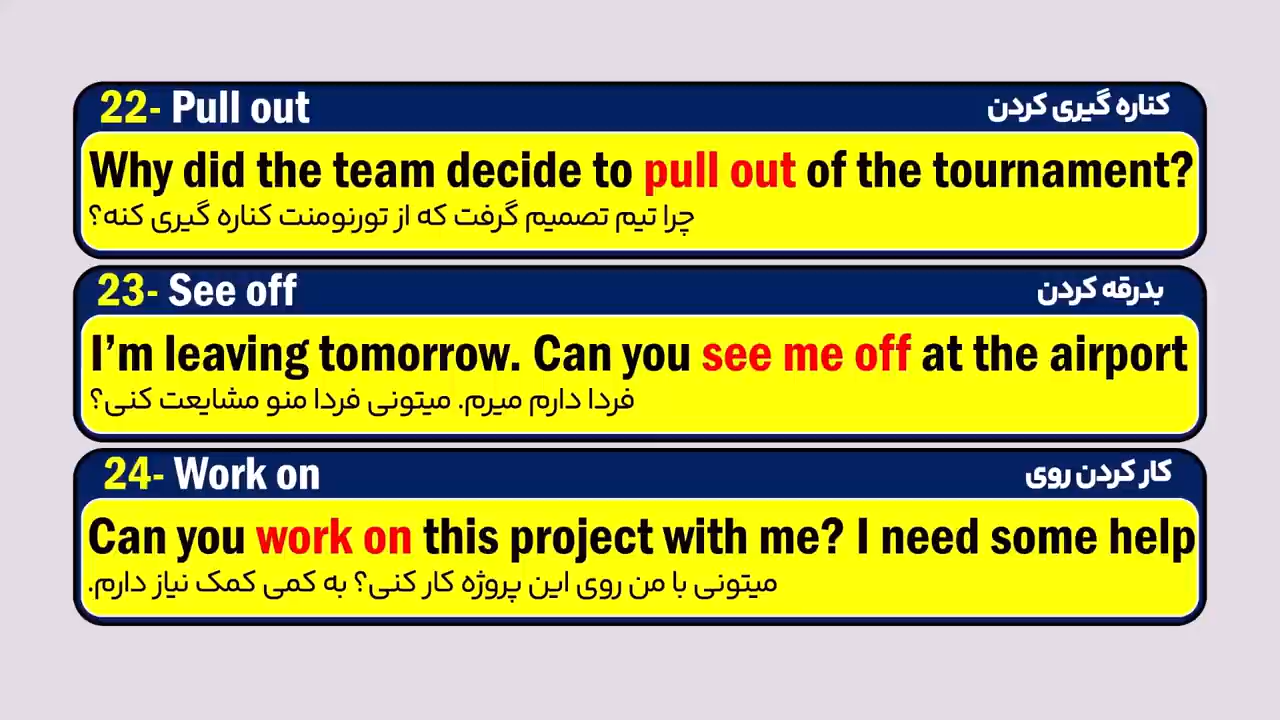 22- Pull out کناره گیری کردن
Why did the team decide to pull out of the tournament?
چرا تیم تصمیم گرفت که از تورنومنت کناره گیری کنه؟
23- See off بدرقه کردن
I'm leaving tomorrow. Can you see me off at the airport
فردا دارم میرم. میتونی فردا منو مشایعت کنی؟
24- Work on کار کردن روی
Can you work on this project with me? I need some help
میتونی با من روی این پروژه کار کنی؟ به کمی کمک نیاز دارم.